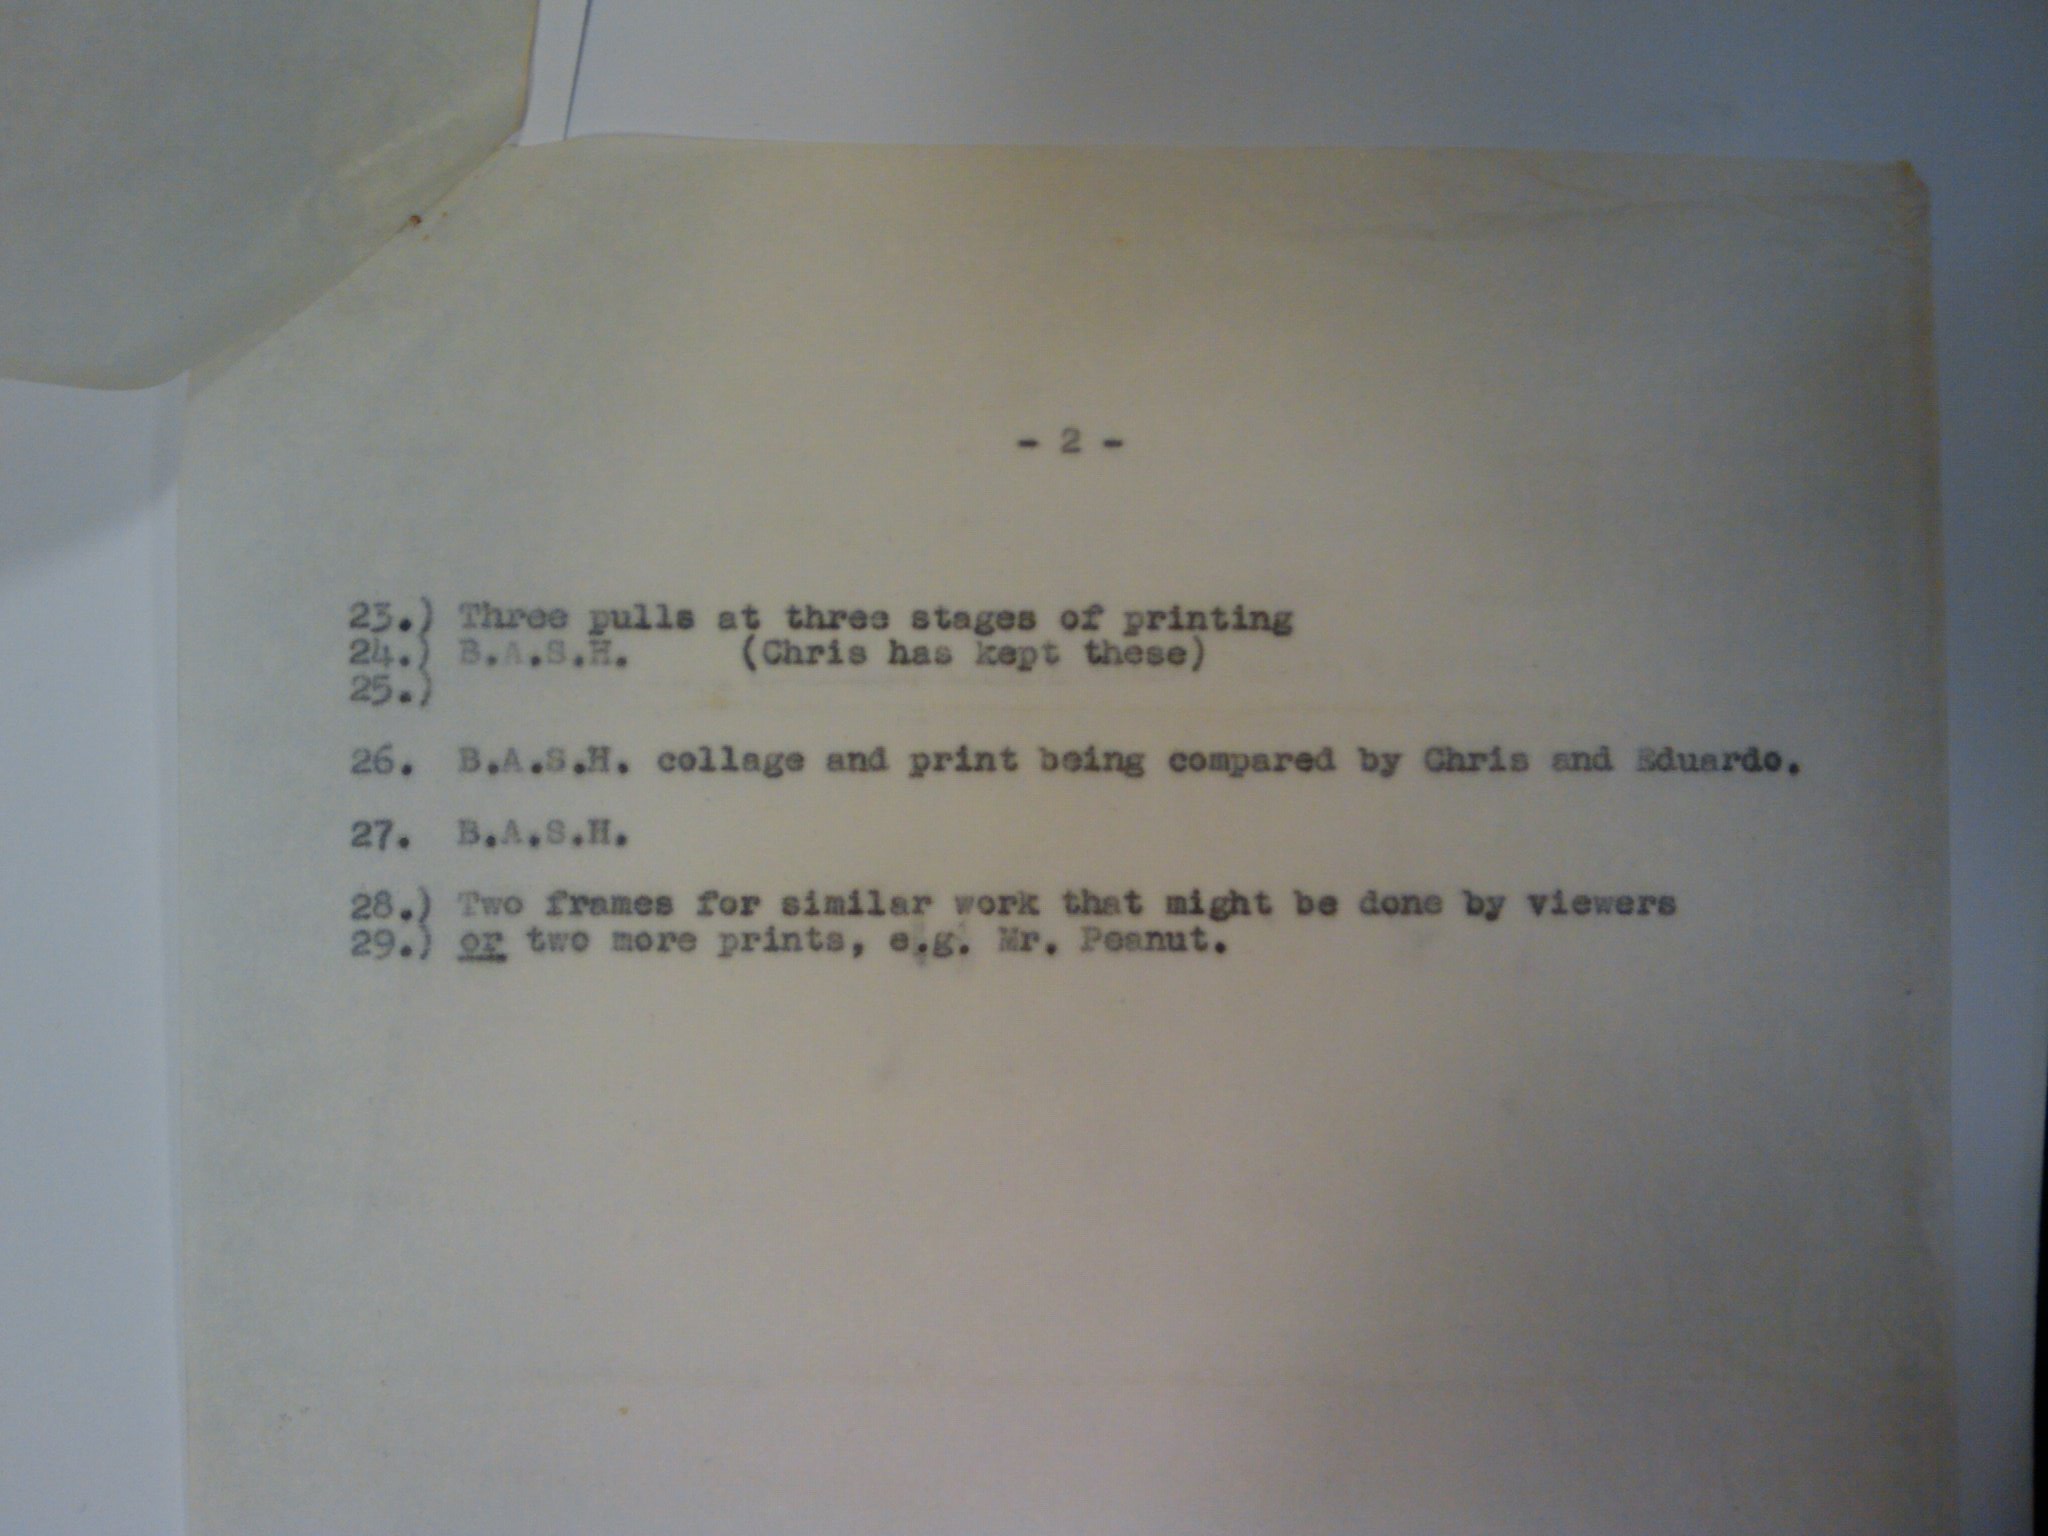 - 2 -
23.) Three pulls at three stages of printing
24.) B.A.S.H. (Chris has kept these)
25.)
26. B.A.S.H. collage and print being compared by Chris and Eduardo.
27. B.A.S.H.
28.) Two frames for similar work that might be done by viewers
29.) or two more prints, e.g. Mr. Peanut.